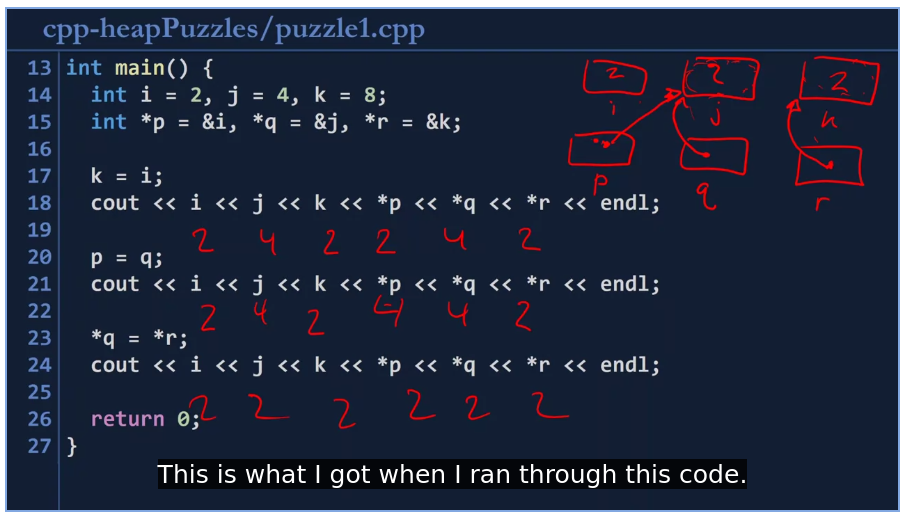 cpp-heapPuzzles/puzzle1.cpp
13 int main() {
14 int i = 2, j = 4, k = 8;
15 int *p = &i, *q = &j, *r = &k;
16
17 k = i;
18 cout << i << j << k << *p << *q << *r << endl;
19
2 4 2 2 4 2
20 p = q;
21 cout << i << j << k << *p << *q << *r << endl;
22
2 4 2 4 4 2
23 *q = *r;
24 cout << i << j << k << *p << *q << *r << endl;
25
2 2 2 2 2 2
26 return 0;
27 }
2 2 2
i j k
p q r
This is what I got when I ran through this code.